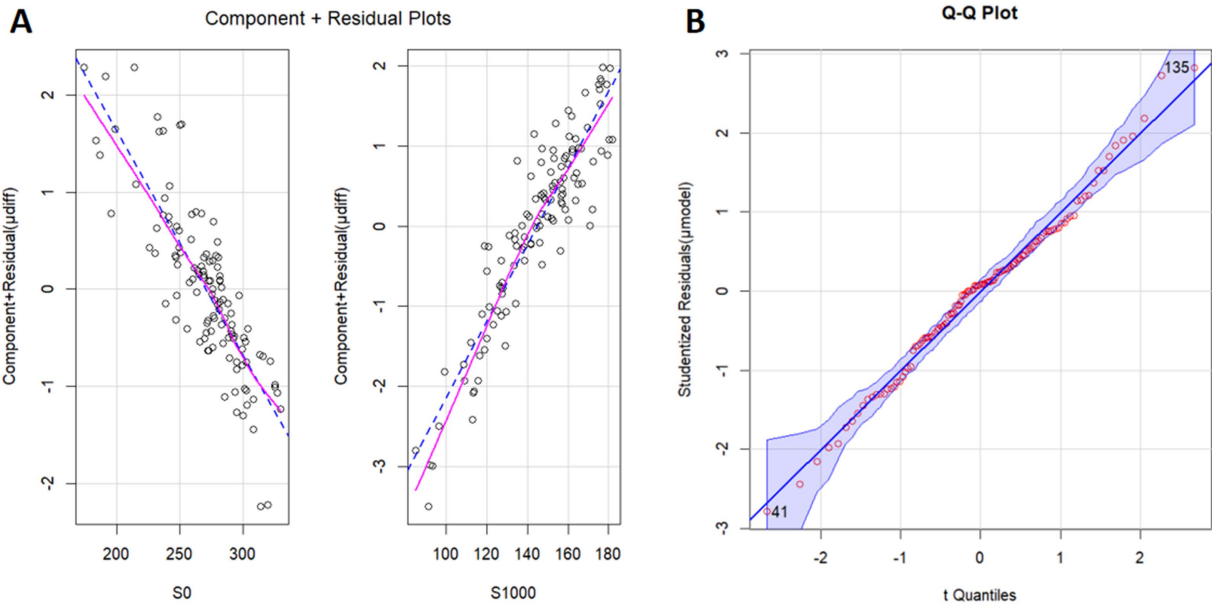 A
Component + Residual Plots
Component+Residual(µdiff)
2
1
0
-1
-2
200 250 300
S0
Component+Residual(µdiff)
2
1
0
-1
-2
-3
100 120 140 160 180
S1000
B
Q-Q Plot
Studentized Residuals(µmodel)
3
2
1
0
-1
-2
-3
135
41
-2 -1 0 1 2
t Quantiles